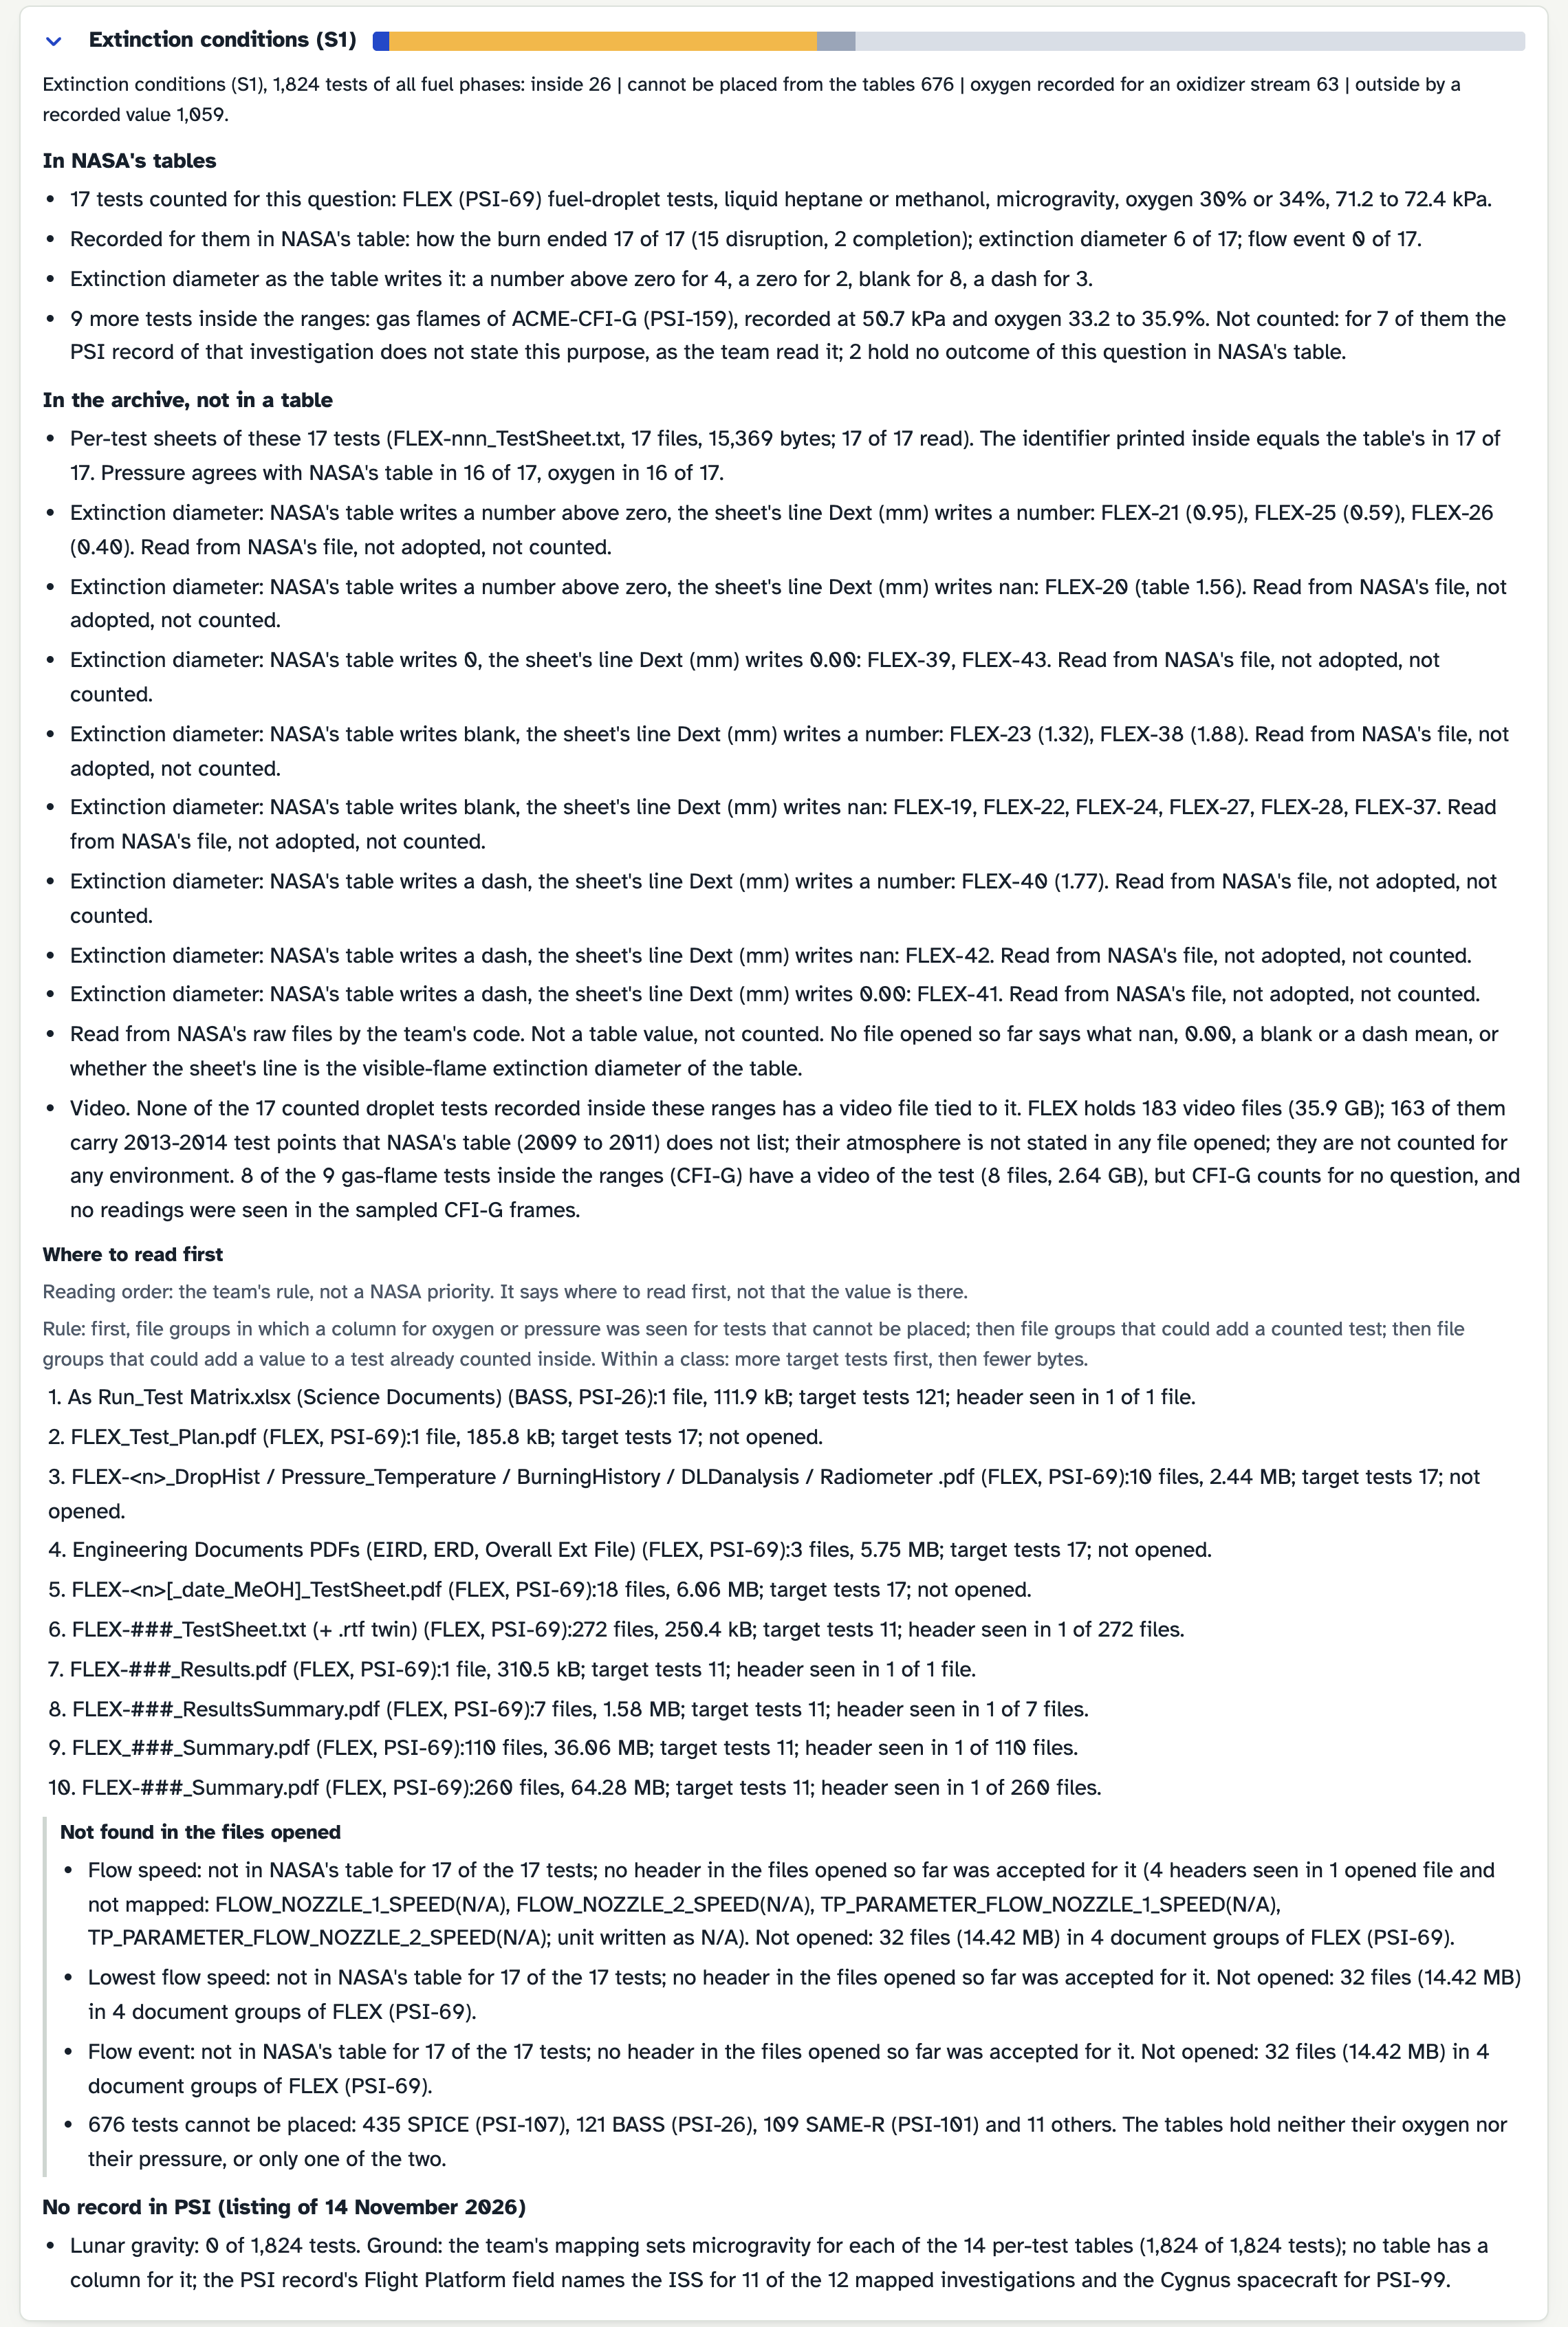 Extinction conditions (S1)
Extinction conditions (S1), 1,824 tests of all fuel phases: inside 26 | cannot be placed from the tables 676 | oxygen recorded for an oxidizer stream 63 | outside by a
recorded value 1,059.
In NASA's tables
• 17 tests counted for this question: FLEX (PSI-69) fuel-droplet tests, liquid heptane or methanol, microgravity, oxygen 30% or 34%, 71.2 to 72.4 kPa.
• Recorded for them in NASA's table: how the burn ended 17 of 17 (15 disruption, 2 completion); extinction diameter 6 of 17; flow event 0 of 17.
• Extinction diameter as the table writes it: a number above zero for 4, a zero for 2, blank for 8, a dash for 3.
• 9 more tests inside the ranges: gas flames of ACME-CFI-G (PSI-159), recorded at 50.7 kPa and oxygen 33.2 to 35.9%. Not counted: for 7 of them the
PSI record of that investigation does not state this purpose, as the team read it; 2 hold no outcome of this question in NASA's table.
In the archive, not in a table
• Per-test sheets of these 17 tests (FLEX-nnn_TestSheet.txt, 17 files, 15,369 bytes; 17 of 17 read). The identifier printed inside equals the table's in 17 of
17. Pressure agrees with NASA's table in 16 of 17, oxygen in 16 of 17.
• Extinction diameter: NASA's table writes a number above zero, the sheet's line Dext (mm) writes a number: FLEX-21 (0.95), FLEX-25 (0.59), FLEX-26
(0.40). Read from NASA's file, not adopted, not counted.
• Extinction diameter: NASA's table writes a number above zero, the sheet's line Dext (mm) writes nan: FLEX-20 (table 1.56). Read from NASA's file, not
adopted, not counted.
• Extinction diameter: NASA's table writes 0, the sheet's line Dext (mm) writes 0.00: FLEX-39, FLEX-43. Read from NASA's file, not adopted, not
counted.
• Extinction diameter: NASA's table writes blank, the sheet's line Dext (mm) writes a number: FLEX-23 (1.32), FLEX-38 (1.88). Read from NASA's file, not
adopted, not counted.
• Extinction diameter: NASA's table writes blank, the sheet's line Dext (mm) writes nan: FLEX-19, FLEX-22, FLEX-24, FLEX-27, FLEX-28, FLEX-37. Read
from NASA's file, not adopted, not counted.
• Extinction diameter: NASA's table writes a dash, the sheet's line Dext (mm) writes a number: FLEX-40 (1.77). Read from NASA's file, not adopted, not
counted.
• Extinction diameter: NASA's table writes a dash, the sheet's line Dext (mm) writes nan: FLEX-42. Read from NASA's file, not adopted, not counted.
• Extinction diameter: NASA's table writes a dash, the sheet's line Dext (mm) writes 0.00: FLEX-41. Read from NASA's file, not adopted, not counted.
• Read from NASA's raw files by the team's code. Not a table value, not counted. No file opened so far says what nan, 0.00, a blank or a dash mean, or
whether the sheet's line is the visible-flame extinction diameter of the table.
• Video. None of the 17 counted droplet tests recorded inside these ranges has a video file tied to it. FLEX holds 183 video files (35.9 GB); 163 of them
carry 2013-2014 test points that NASA's table (2009 to 2011) does not list; their atmosphere is not stated in any file opened; they are not counted for
any environment. 8 of the 9 gas-flame tests inside the ranges (CFI-G) have a video of the test (8 files, 2.64 GB), but CFI-G counts for no question, and
no readings were seen in the sampled CFI-G frames.
Where to read first
Reading order: the team's rule, not a NASA priority. It says where to read first, not that the value is there.
Rule: first, file groups in which a column for oxygen or pressure was seen for tests that cannot be placed; then file groups that could add a counted test; then file
groups that could add a value to a test already counted inside. Within a class: more target tests first, then fewer bytes.
1. As Run_Test Matrix.xlsx (Science Documents) (BASS, PSI-26):1 file, 111.9 kB; target tests 121; header seen in 1 of 1 file.
2. FLEX_Test_Plan.pdf (FLEX, PSI-69):1 file, 185.8 kB; target tests 17; not opened.
3. FLEX-<n>_DropHist / Pressure_Temperature / BurningHistory / DLDanalysis / Radiometer .pdf (FLEX, PSI-69):10 files, 2.44 MB; target tests 17; not
opened.
4. Engineering Documents PDFs (EIRD, ERD, Overall Ext File) (FLEX, PSI-69):3 files, 5.75 MB; target tests 17; not opened.
5. FLEX-<n>[_date_MeOH]_TestSheet.pdf (FLEX, PSI-69):18 files, 6.06 MB; target tests 17; not opened.
6. FLEX-###_TestSheet.txt (+ .rtf twin) (FLEX, PSI-69):272 files, 250.4 kB; target tests 11; header seen in 1 of 272 files.
7. FLEX-###_Results.pdf (FLEX, PSI-69):1 file, 310.5 kB; target tests 11; header seen in 1 of 1 file.
8. FLEX-###_ResultsSummary.pdf (FLEX, PSI-69):7 files, 1.58 MB; target tests 11; header seen in 1 of 7 files.
9. FLEX_###_Summary.pdf (FLEX, PSI-69):110 files, 36.06 MB; target tests 11; header seen in 1 of 110 files.
10. FLEX-###_Summary.pdf (FLEX, PSI-69):260 files, 64.28 MB; target tests 11; header seen in 1 of 260 files.
Not found in the files opened
• Flow speed: not in NASA's table for 17 of the 17 tests; no header in the files opened so far was accepted for it (4 headers seen in 1 opened file and
not mapped: FLOW_NOZZLE_1_SPEED(N/A), FLOW_NOZZLE_2_SPEED(N/A), TP_PARAMETER_FLOW_NOZZLE_1_SPEED(N/A),
TP_PARAMETER_FLOW_NOZZLE_2_SPEED(N/A); unit written as N/A). Not opened: 32 files (14.42 MB) in 4 document groups of FLEX (PSI-69).
• Lowest flow speed: not in NASA's table for 17 of the 17 tests; no header in the files opened so far was accepted for it. Not opened: 32 files (14.42 MB)
in 4 document groups of FLEX (PSI-69).
• Flow event: not in NASA's table for 17 of the 17 tests; no header in the files opened so far was accepted for it. Not opened: 32 files (14.42 MB) in 4
document groups of FLEX (PSI-69).
• 676 tests cannot be placed: 435 SPICE (PSI-107), 121 BASS (PSI-26), 109 SAME-R (PSI-101) and 11 others. The tables hold neither their oxygen nor
their pressure, or only one of the two.
No record in PSI (listing of 14 November 2026)
• Lunar gravity: 0 of 1,824 tests. Ground: the team's mapping sets microgravity for each of the 14 per-test tables (1,824 of 1,824 tests); no table has a
column for it; the PSI record's Flight Platform field names the ISS for 11 of the 12 mapped investigations and the Cygnus spacecraft for PSI-99.